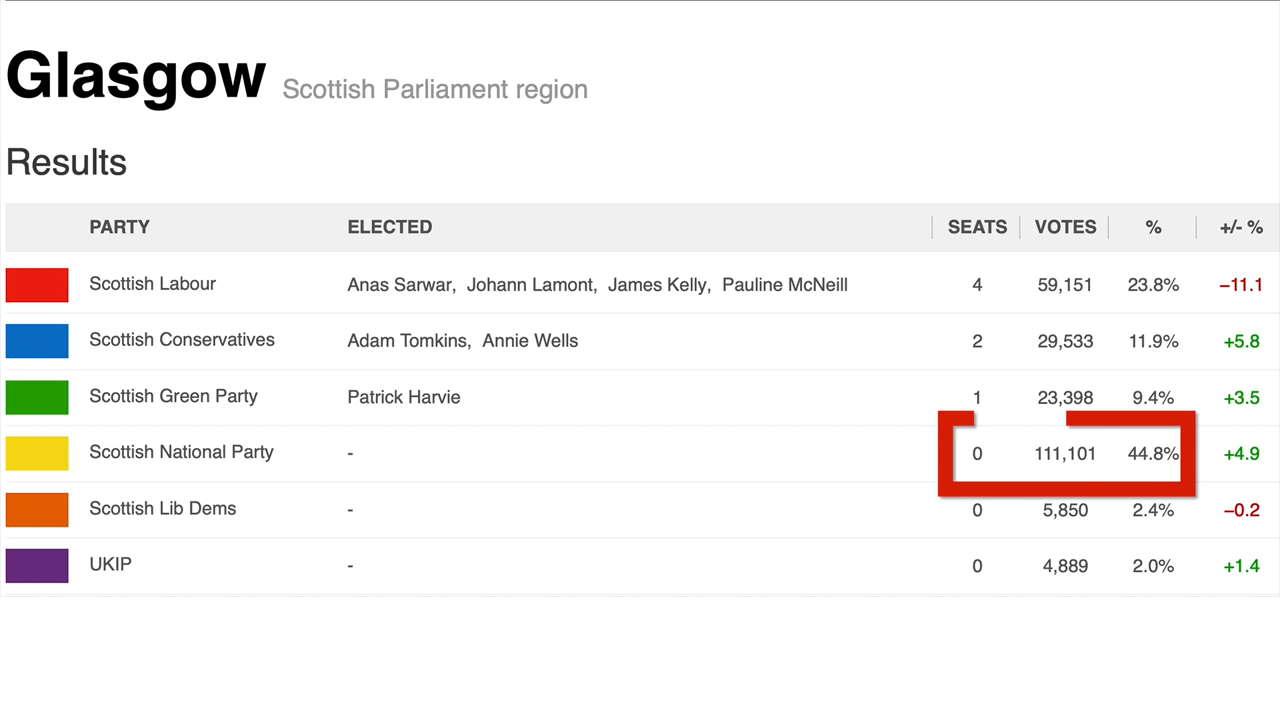 Glasgow Scottish Parliament region
Results
PARTY ELECTED SEATS VOTES % +/- %
Scottish Labour Anas Sarwar, Johann Lamont, James Kelly, Pauline McNeill 4 59,151 23.8% −11.1
Scottish Conservatives Adam Tomkins, Annie Wells 2 29,533 11.9% +5.8
Scottish Green Party Patrick Harvie 1 23,398 9.4% +3.5
Scottish National Party - 0 111,101 44.8% +4.9
Scottish Lib Dems - 0 5,850 2.4% −0.2
UKIP - 0 4,889 2.0% +1.4